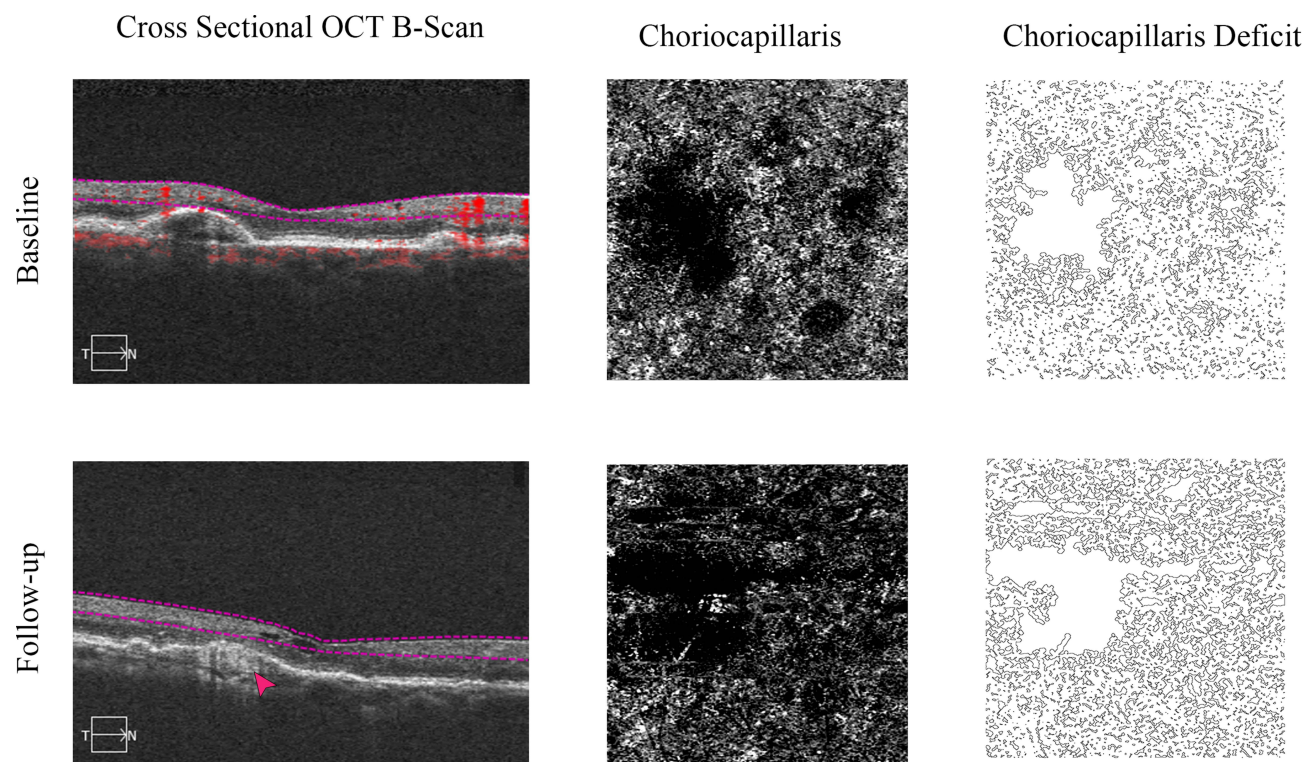 Cross Sectional OCT B-Scan
Choriocapillaris
Choriocapillaris Deficit
Baseline
T N
Follow-up
T N